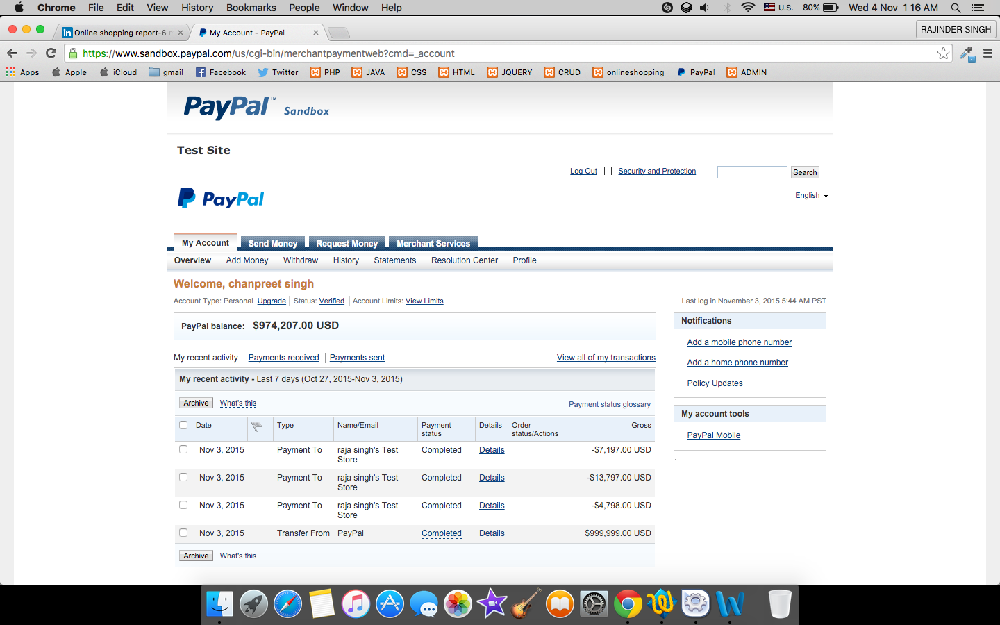 Chrome File Edit View History Bookmarks People Window Help U.S. 80% Wed 4 Nov 1 16 AM
Online shopping report-6 My Account - PayPal RAJINDER SINGH
https://www.sandbox.paypal.com/us/cgi-bin/merchantpaymentweb?cmd=_account
Apps Apple iCloud gmail Facebook Twitter PHP JAVA CSS HTML JQUERY CRUD onlineshopping PayPal ADMIN
PayPal™ Sandbox
Test Site
Log Out Security and Protection Search
PayPal
English
My Account Send Money Request Money Merchant Services
Overview Add Money Withdraw History Statements Resolution Center Profile
Welcome, chanpreet singh
Account Type: Personal Upgrade Status: Verified Account Limits: View Limits
Last log in November 3, 2015 5:44 AM PST
PayPal balance: $974,207.00 USD
My recent activity Payments received Payments sent View all of my transactions
My recent activity - Last 7 days (Oct 27, 2015-Nov 3, 2015)
Archive What's this Payment status glossary
Date Type Name/Email Payment status Details Order status/Actions Gross
Nov 3, 2015 Payment To raja singh's Test Store Completed Details -$7,197.00 USD
Nov 3, 2015 Payment To raja singh's Test Store Completed Details -$13,797.00 USD
Nov 3, 2015 Payment To raja singh's Test Store Completed Details -$4,798.00 USD
Nov 3, 2015 Transfer From PayPal Completed Details $999,999.00 USD
Archive What's this
Notifications
Add a mobile phone number
Add a home phone number
Policy Updates
My account tools
PayPal Mobile